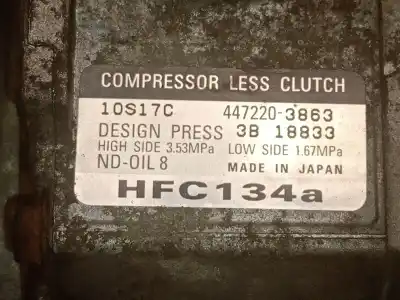 COMPRESSOR LESS CLUTCH
10S17C 447220-3863
DESIGN PRESS 3B 18833
HIGH SIDE 3.53MPa LOW SIDE 1.67MPa
ND-OIL 8 MADE IN JAPAN
HFC134a